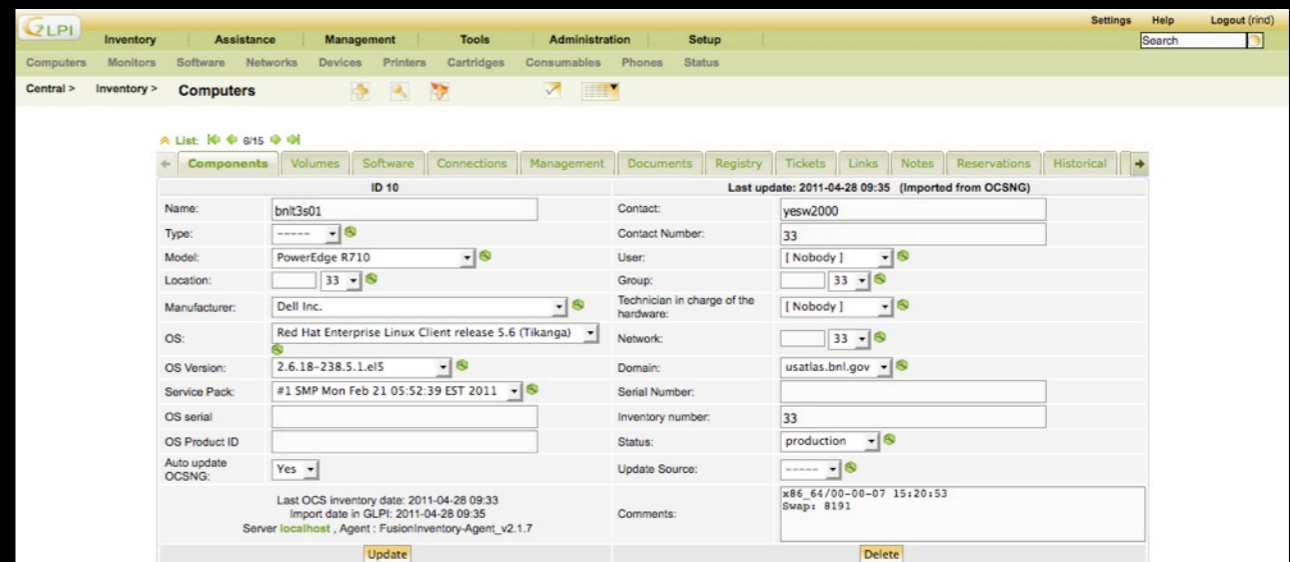 GLPI
Settings Help Logout (rind)
Inventory Assistance Management Tools Administration Setup Search
Computers Monitors Software Networks Devices Printers Cartridges Consumables Phones Status
Central > Inventory > Computers
List: 6/15
Components Volumes Software Connections Management Documents Registry Tickets Links Notes Reservations Historical
ID 10 Last update: 2011-04-28 09:35 (Imported from OCSNG)
Name: bnlt3s01 Contact: yesw2000
Type: ----- Contact Number: 33
Model: PowerEdge R710 User: [ Nobody ]
Location: 33 Group: 33
Manufacturer: Dell Inc. Technician in charge of the hardware: [ Nobody ]
OS: Red Hat Enterprise Linux Client release 5.6 (Tikanga) Network: 33
OS Version: 2.6.18-238.5.1.el5 Domain: usatlas.bnl.gov
Service Pack: #1 SMP Mon Feb 21 05:52:39 EST 2011 Serial Number:
OS serial Inventory number: 33
OS Product ID Status: production
Auto update OCSNG: Yes Update Source: -----
Last OCS inventory date: 2011-04-28 09:33
Import date in GLPI: 2011-04-28 09:35
Server localhost , Agent : FusionInventory-Agent_v2.1.7
Comments: x86_64/00-00-07 15:20:53
Swap: 8191
Update Delete